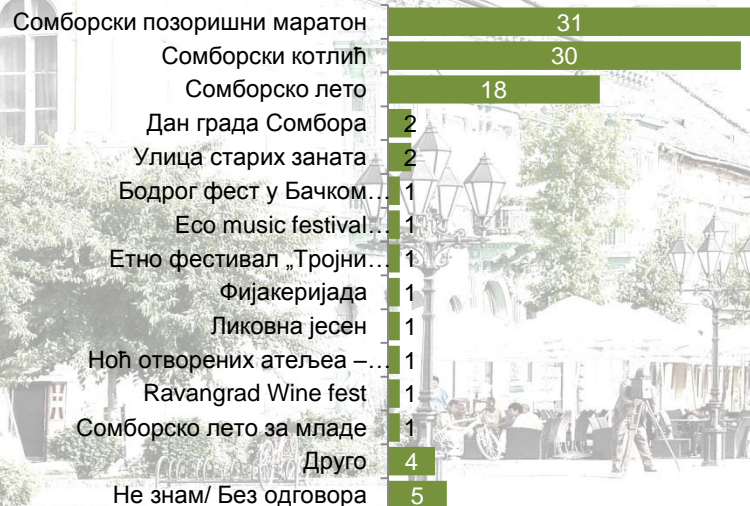 Сомборски позоришни маратон 31
Сомборски котлић 30
Сомборско лето 18
Дан града Сомбора 2
Улица старих заната 2
Бодрог фест у Бачком… 1
Eco music festival… 1
Етно фестивал „Тројни… 1
Фијакеријада 1
Ликовна јесен 1
Ноћ отворених атељеа –… 1
Ravangrad Wine fest 1
Сомборско лето за младе 1
Друго 4
Не знам/ Без одговора 5